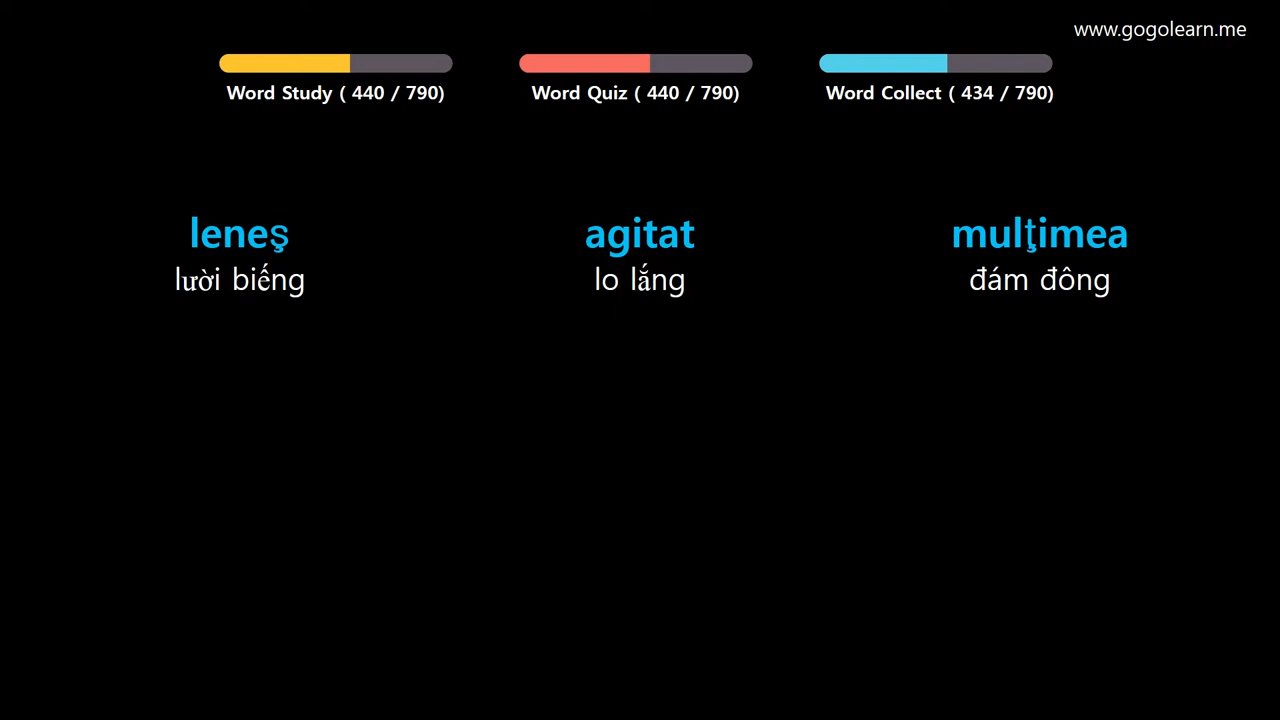 www.gogolearn.me
Word Study ( 440 / 790)
Word Quiz ( 440 / 790)
Word Collect ( 434 / 790)
leneş
lười biếng
agitat
lo lắng
mulţimea
đám đông